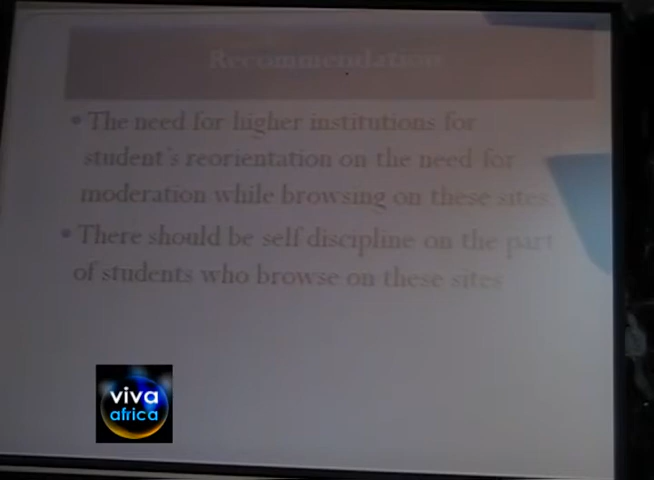 Recommendation
• The need for higher institutions for
student's reorientation on the need for
moderation while browsing on these sites
• There should be self discipline on the part
of students who browse on these sites
viva
africa